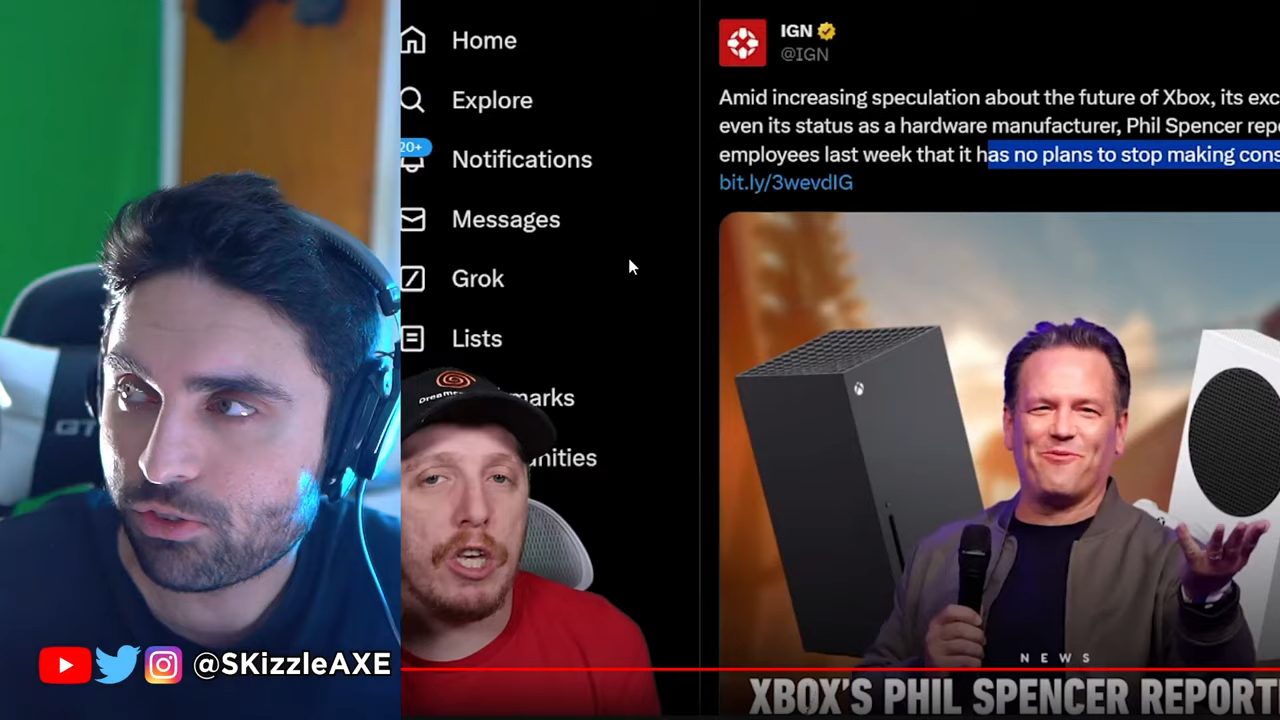 Home
Explore
20+
Notifications
Messages
Grok
Lists
marks
nities
GT
@SKizzleAXE
IGN
@IGN
Amid increasing speculation about the future of Xbox, its exc
even its status as a hardware manufacturer, Phil Spencer repo
employees last week that it has no plans to stop making cons
bit.ly/3wevdIG
NEWS
XBOX'S PHIL SPENCER REPORT